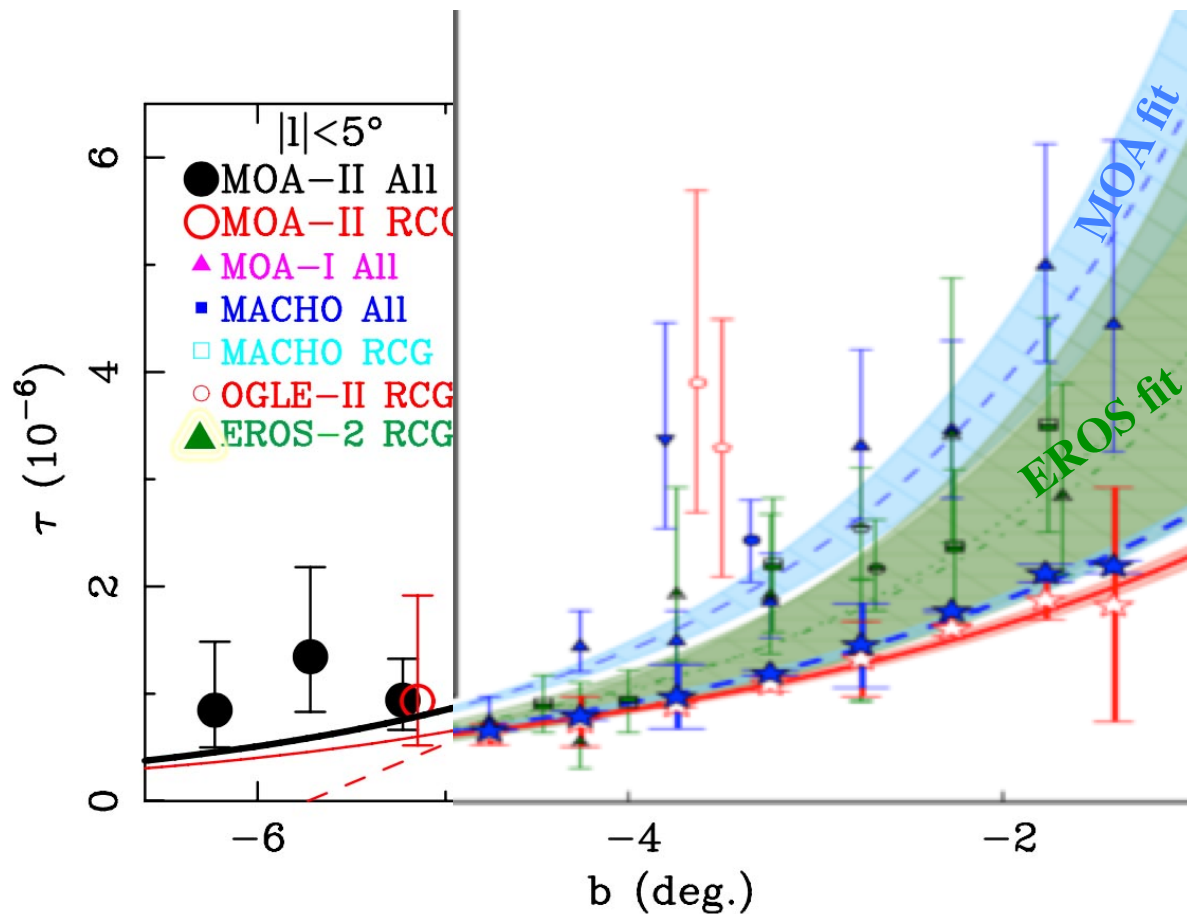 |l|<5°
MOA-II All
MOA-II RC
MOA-I All
MACHO All
MACHO RCG
OGLE-II RCG
EROS-2 RCG
MOA fit
EROS fit
6
4
2
0
τ (10⁻⁶)
-6 -4 -2
b (deg.)